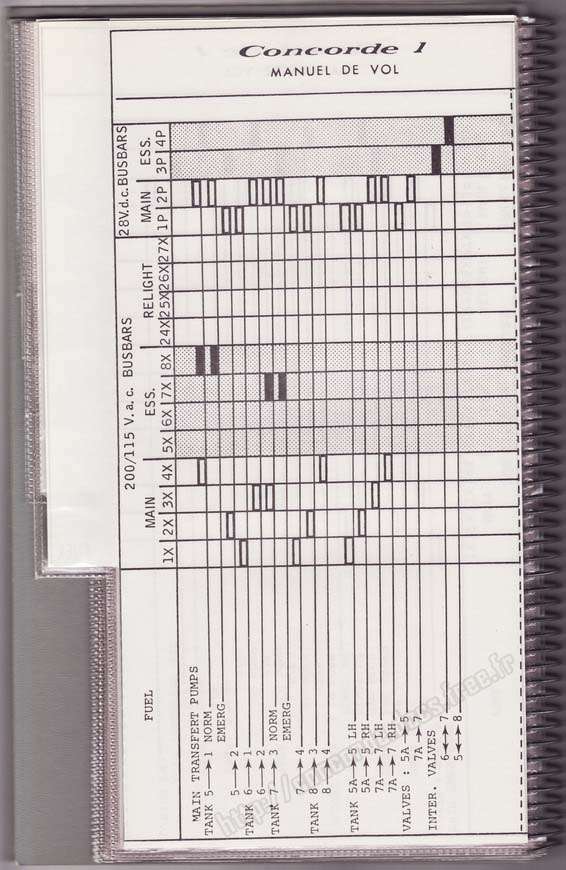 Concorde 1
MANUEL DE VOL
FUEL
200/115 V.a.c. BUSBARS
28V.d.c. BUSBARS
MAIN
ESS.
RELIGHT
MAIN
ESS.
1X 2X 3X 4X 5X 6X 7X 8X 24X 25X 26X 27X 1P 2P 3P 4P
MAIN TRANSFERT PUMPS
TANK 5 → 1 NORM
EMERG
5 → 2
TANK 6 → 1
6 → 2
TANK 7 → 3 NORM
EMERG
7 → 4
TANK 8 → 3
8 → 4
TANK 5A → 5 LH
5A → 5 RH
7A → 7 LH
7A → 7 RH
VALVES : 5A → 5
7A → 7
INTER. VALVES
6 ↔ 7
5 ↔ 8